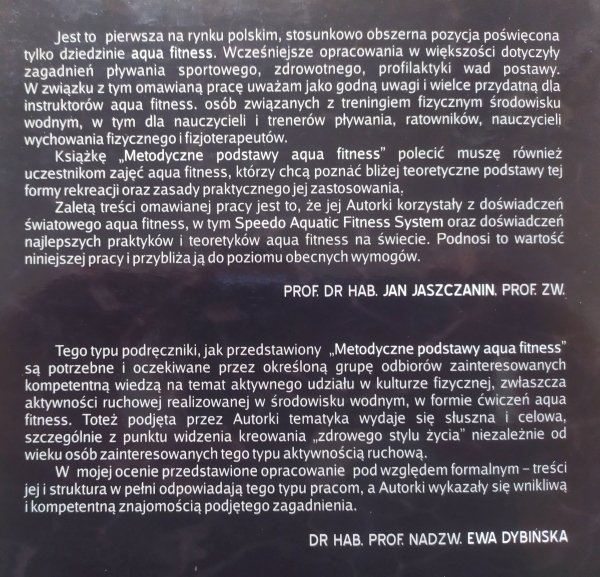 Jest to pierwsza na rynku polskim, stosunkowo obszerna pozycja poświęcona
tylko dziedzinie aqua fitness. Wcześniejsze opracowania w większości dotyczyły
zagadnień pływania sportowego, zdrowotnego, profilaktyki wad postawy.
W związku z tym omawianą pracę uważam jako godną uwagi i wielce przydatną dla
instruktorów aqua fitness. osób związanych z treningiem fizycznym środowisku
wodnym, w tym dla nauczycieli i trenerów pływania, ratowników, nauczycieli
wychowania fizycznego i fizjoterapeutów.
Książkę „Metodyczne podstawy aqua fitness” polecić muszę również
uczestnikom zajęć aqua fitness, którzy chcą poznać bliżej teoretyczne podstawy tej
formy rekreacji oraz zasady praktycznego jej zastosowania.
Zaletą treści omawianej pracy jest to, że jej Autorki korzystały z doświadczeń
światowego aqua fitness, w tym Speedo Aquatic Fitness System oraz doświadczeń
najlepszych praktyków i teoretyków aqua fitness na świecie. Podnosi to wartość
niniejszej pracy i przybliża ją do poziomu obecnych wymogów.
PROF. DR HAB. JAN JASZCZANIN, PROF. ZW.
Tego typu podręczniki, jak przedstawiony „Metodyczne podstawy aqua fitness”
są potrzebne i oczekiwane przez określoną grupę odbiorów zainteresowanych
kompetentną wiedzą na temat aktywnego udziału w kulturze fizycznej, zwłaszcza
aktywności ruchowej realizowanej w środowisku wodnym, w formie ćwiczeń aqua
fitness. Toteż podjęta przez Autorki tematyka wydaje się słuszna i celowa,
szczególnie z punktu widzenia kreowania „zdrowego stylu życia” niezależnie od
wieku osób zainteresowanych tego typu aktywnością ruchową.
W mojej ocenie przedstawione opracowanie pod względem formalnym – treści
jej i struktura w pełni odpowiadają tego typu pracom, a Autorki wykazały się wnikliwą
i kompetentną znajomością podjętego zagadnienia.
DR HAB. PROF. NADZW. EWA DYBIŃSKA